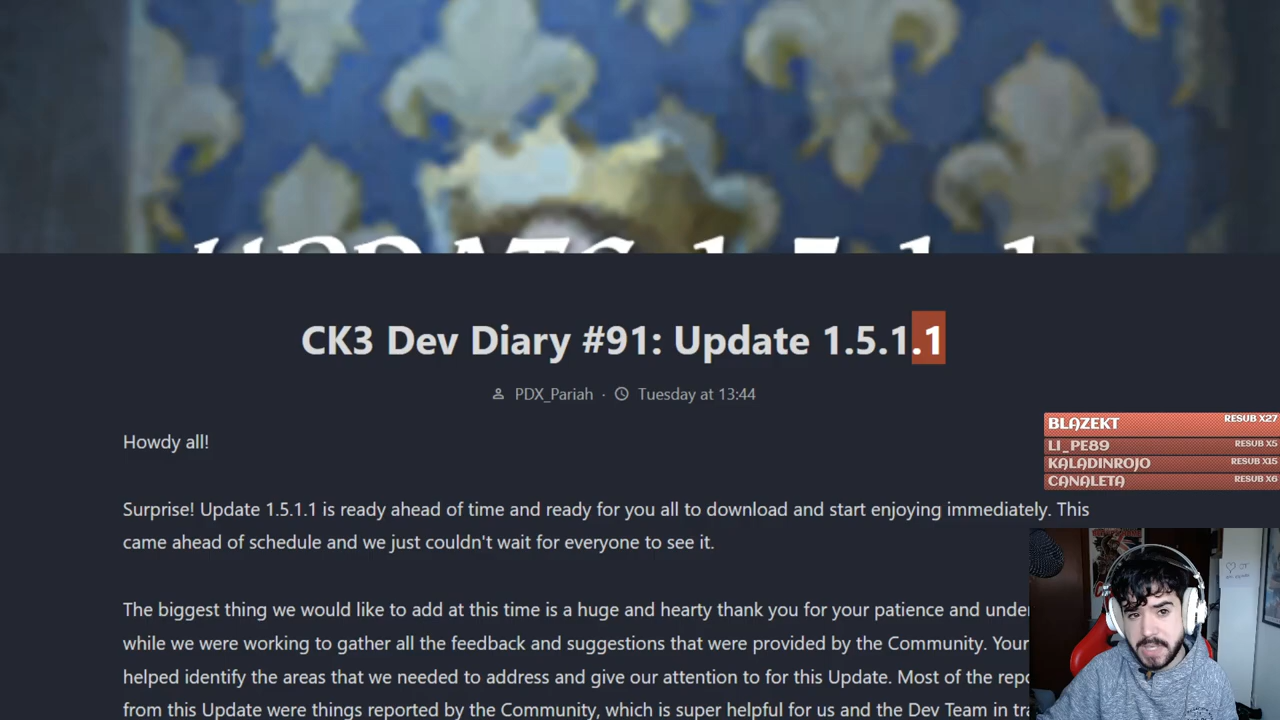 UPDATE 1.5.1.1
CK3 Dev Diary #91: Update 1.5.1.1
PDX_Pariah · Tuesday at 13:44
Howdy all!
BLAZEKT RESUB X27
LI_PE89 RESUB X5
KALADINROJO RESUB X15
CANALETA RESUB X6
Surprise! Update 1.5.1.1 is ready ahead of time and ready for you all to download and start enjoying immediately. This
came ahead of schedule and we just couldn't wait for everyone to see it.
The biggest thing we would like to add at this time is a huge and hearty thank you for your patience and under
while we were working to gather all the feedback and suggestions that were provided by the Community. Your
helped identify the areas that we needed to address and give our attention to for this Update. Most of the repo
from this Update were things reported by the Community, which is super helpful for us and the Dev Team in tra